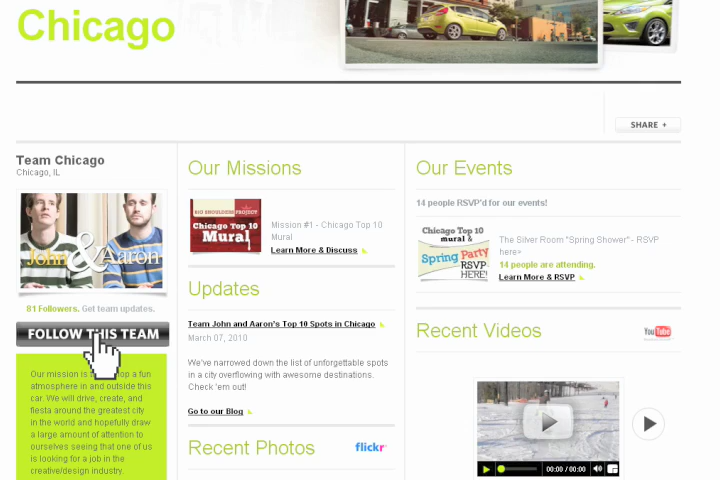 Chicago
SHARE +
Team Chicago
Chicago, IL
John & Aaron
81 Followers. Get team updates.
FOLLOW THIS TEAM
Our mission is
op a fun
atmosphere in and outside this
car. We will drive, create, and
fiesta around the greatest city
in the world and hopefully draw
a large amount of attention to
ourselves seeing that one of us
is looking for a job in the
creative/design industry.
Our Missions
BIG SHOULDERS PROJECT
Chicago Top 10
Mural
Mission #1 - Chicago Top 10
Mural
Learn More & Discuss
Updates
Team John and Aaron's Top 10 Spots in Chicago
March 07, 2010
We've narrowed down the list of unforgettable spots
in a city overflowing with awesome destinations.
Check 'em out!
Go to our Blog
Recent Photos
flickr
Our Events
14 people RSVP'd for our events!
Chicago Top 10
mural &
Spring Party
RSVP
HERE!
The Silver Room "Spring Shower" - RSVP
here>
14 people are attending.
Learn More & RSVP
Recent Videos
YouTube
00:00 / 00:00